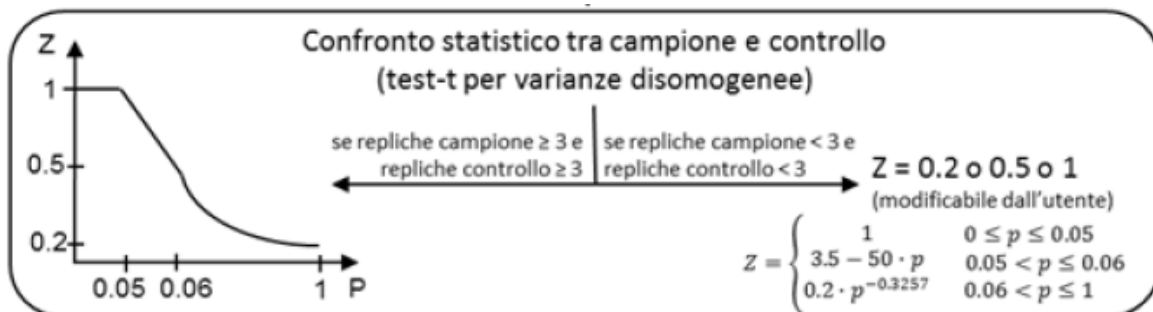 Confronto statistico tra campione e controllo
(test-t per varianze disomogenee)
Z
1
0.5
0.2
0.05 0.06 1 P
se repliche campione ≥ 3 e
repliche controllo ≥ 3
se repliche campione < 3 e
repliche controllo < 3
Z = 0.2 o 0.5 o 1
(modificabile dall'utente)
Z = { 1 0 ≤ p ≤ 0.05
3.5 − 50 · p 0.05 < p ≤ 0.06
0.2 · p^{−0.3257} 0.06 < p ≤ 1